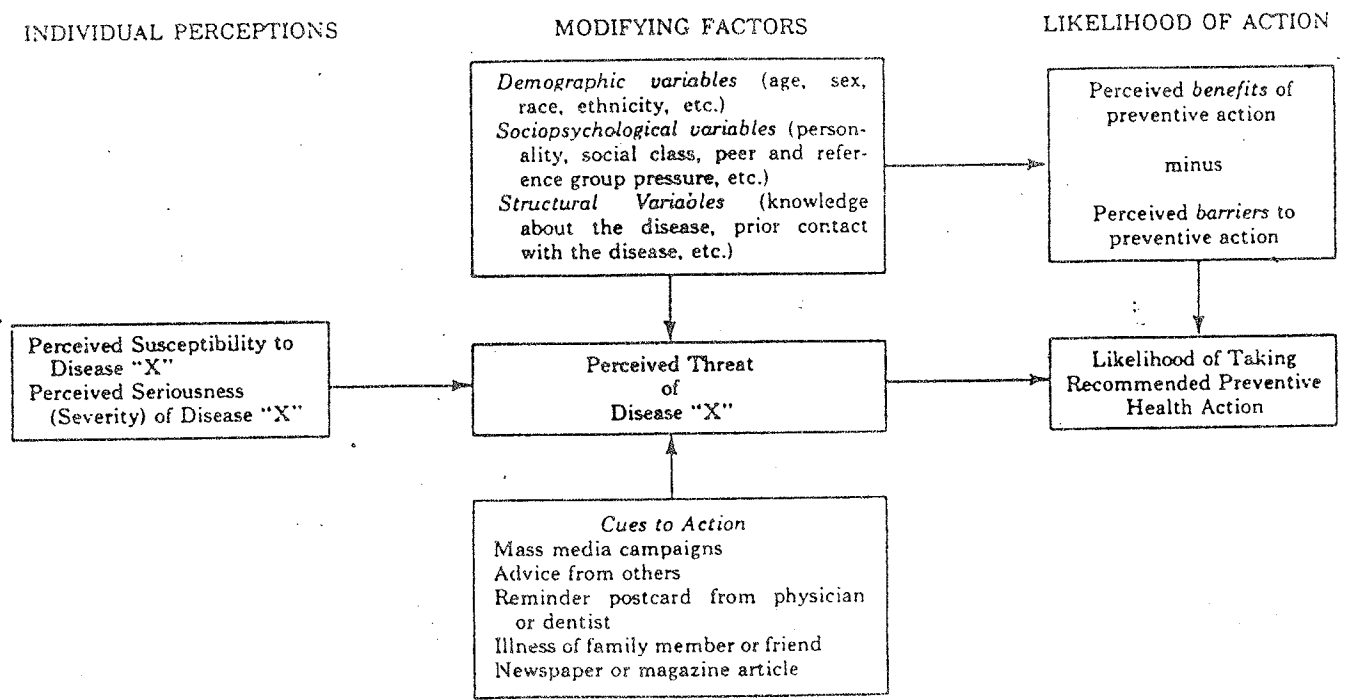 INDIVIDUAL PERCEPTIONS
MODIFYING FACTORS
LIKELIHOOD OF ACTION
Demographic variables (age, sex,
race, ethnicity, etc.)
Sociopsychological variables (person-
ality, social class, peer and refer-
ence group pressure, etc.)
Structural Variables (knowledge
about the disease, prior contact
with the disease, etc.)
Perceived benefits of
preventive action
minus
Perceived barriers to
preventive action
Perceived Susceptibility to
Disease "X"
Perceived Seriousness
(Severity) of Disease "X"
Perceived Threat
of
Disease "X"
Likelihood of Taking
Recommended Preventive
Health Action
Cues to Action
Mass media campaigns
Advice from others
Reminder postcard from physician
or dentist
Illness of family member or friend
Newspaper or magazine article